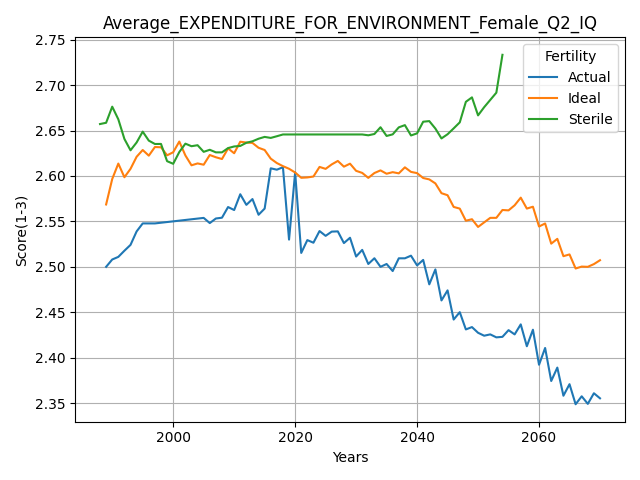 Average_EXPENDITURE_FOR_ENVIRONMENT_Female_Q2_IQ
Score(1-3)
2.75
2.70
2.65
2.60
2.55
2.50
2.45
2.40
2.35
Fertility
Actual
Ideal
Sterile
2000
2020
2040
2060
Years